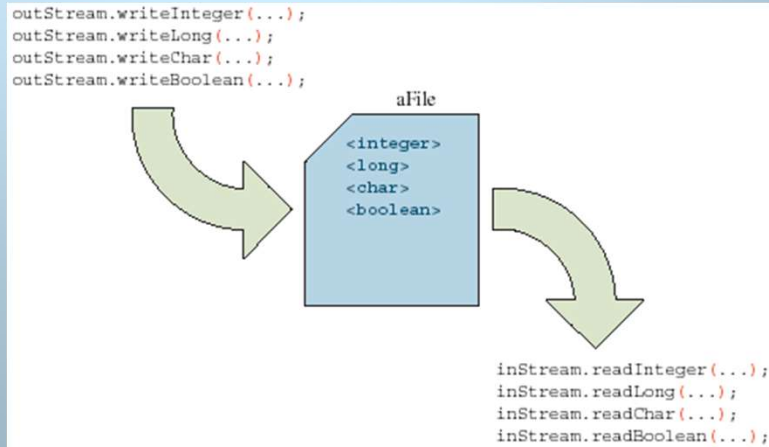 outStream.writeInteger(...);
outStream.writeLong(...);
outStream.writeChar(...);
outStream.writeBoolean(...);
aFile
<integer>
<long>
<char>
<boolean>
inStream.readInteger(...);
inStream.readLong(...);
inStream.readChar(...);
inStream.readBoolean(...);